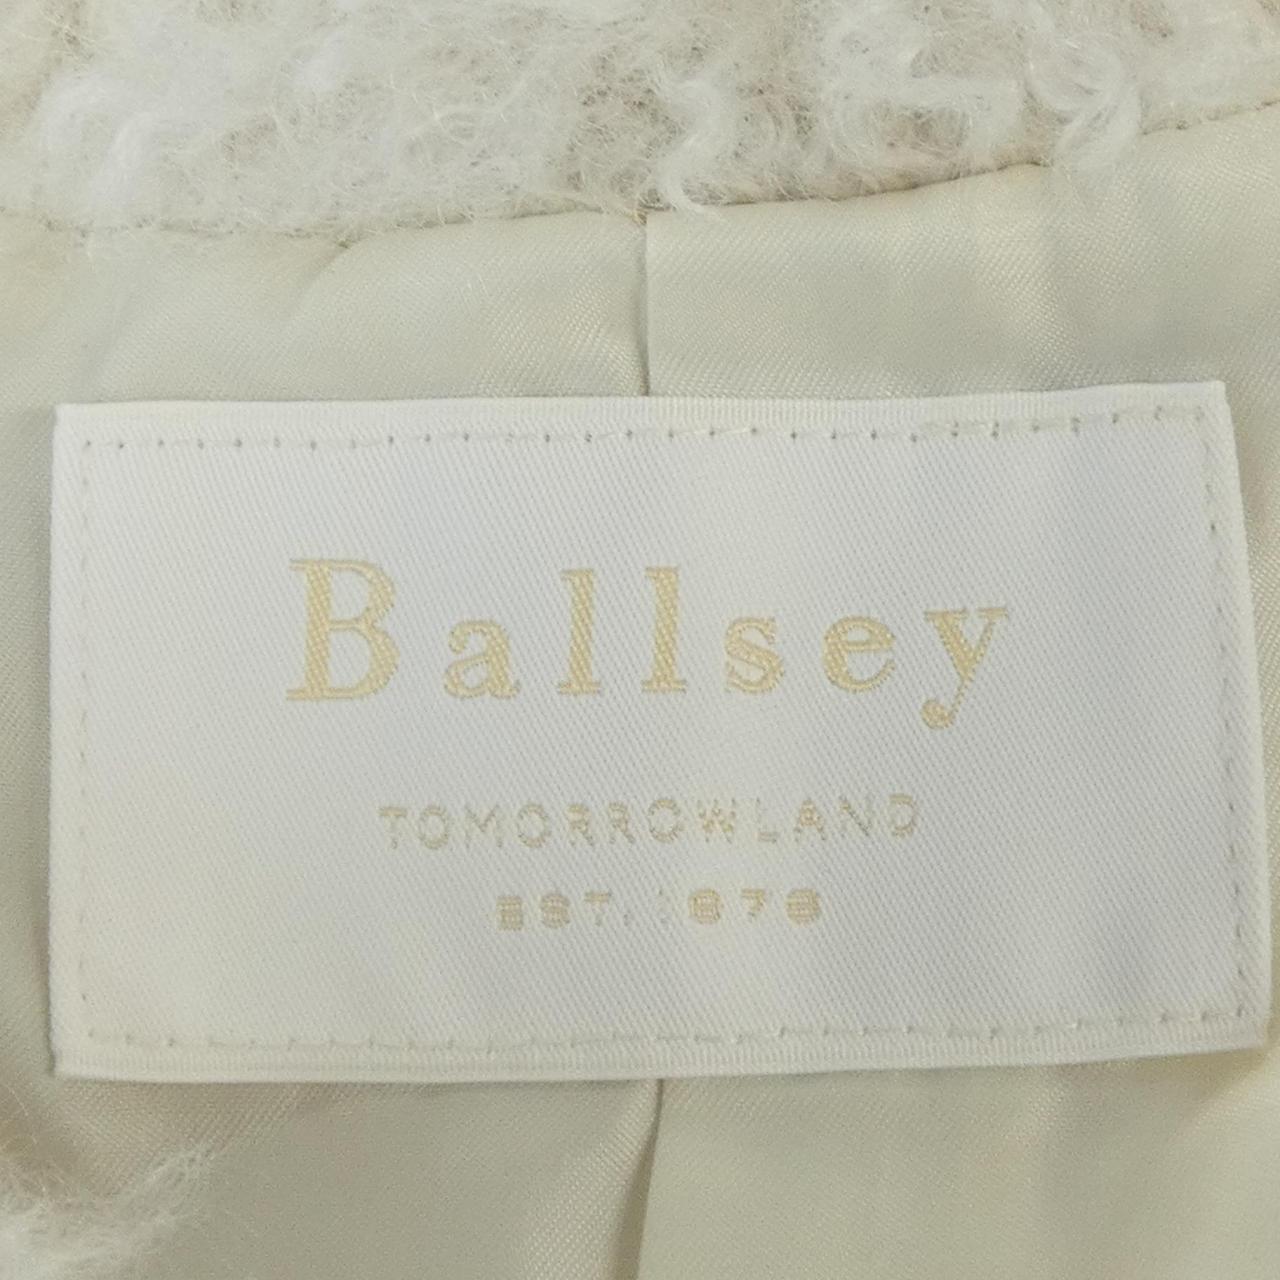 Ballsey
TOMORROWLAND
EST. 1978